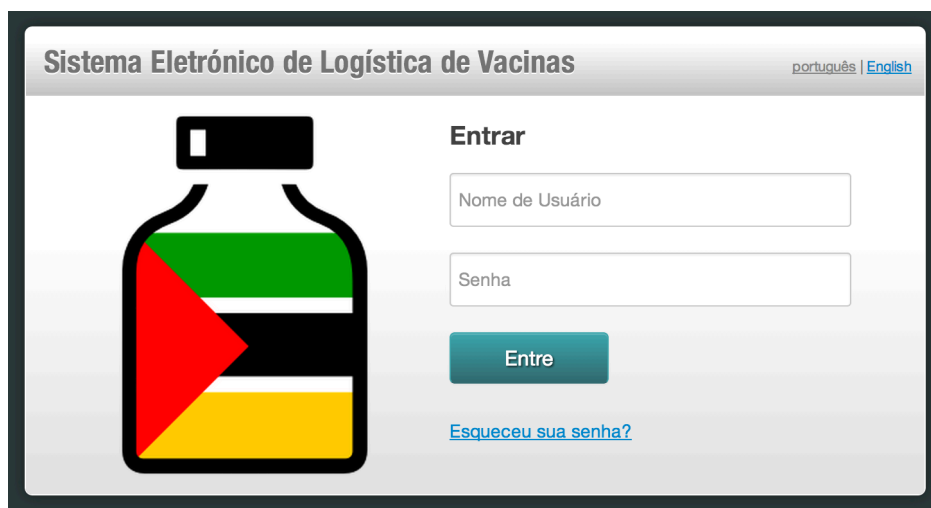 Sistema Eletrónico de Logística de Vacinas
português | English
Entrar
Nome de Usuário
Senha
Entre
Esqueceu sua senha?